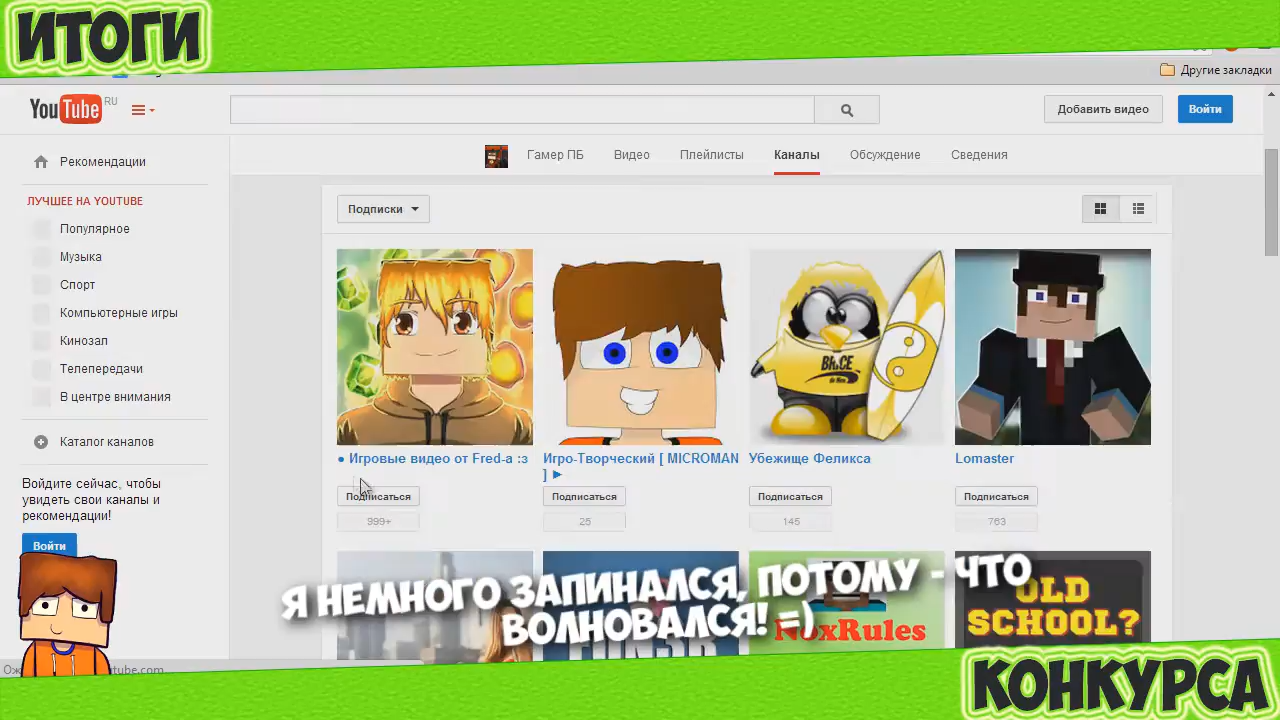 ИТОГИ
Другие закладки
YouTube RU
Добавить видео
Войти
Рекомендации
ЛУЧШЕЕ НА YOUTUBE
Популярное
Музыка
Спорт
Компьютерные игры
Кинозал
Телепередачи
В центре внимания
Каталог каналов
Войдите сейчас, чтобы
увидеть свои каналы и
рекомендации!
Войти
Гамер ПБ Видео Плейлисты Каналы Обсуждение Сведения
Подписки
BRICE
● Игровые видео от Fred-a :з
Подписаться
999+
Игро-Творческий [ MICROMAN
] ►
Подписаться
25
Убежище Феликса
Подписаться
145
Lomaster
Подписаться
763
NoxRules
OLD
SCHOOL?
Я НЕМНОГО ЗАПИНАЛСЯ, ПОТОМУ - ЧТО
ВОЛНОВАЛСЯ! =)
КОНКУРСА